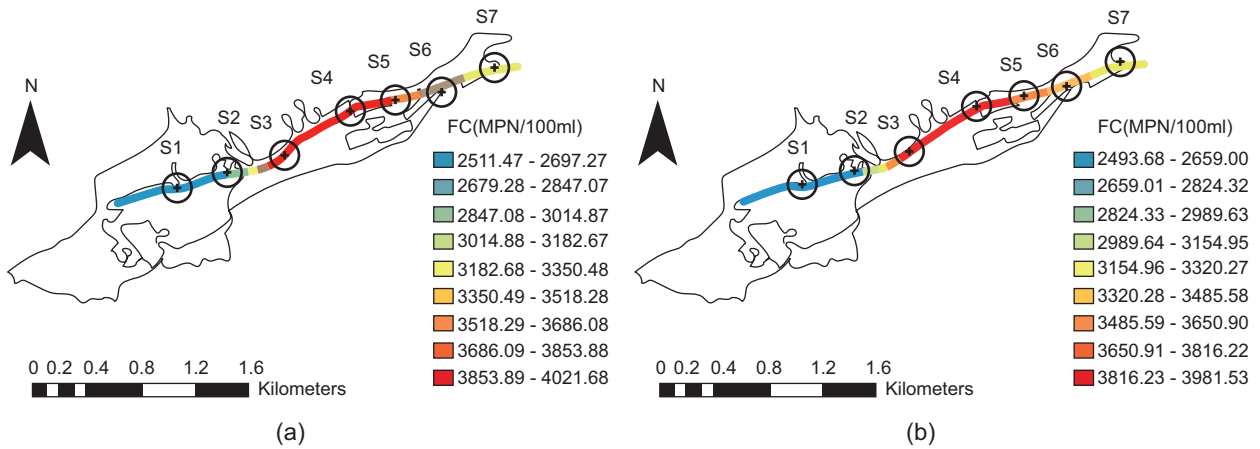 S7
S6
S5
S4
N
S3
S2
S1
FC(MPN/100ml)
2511.47 - 2697.27
2679.28 - 2847.07
2847.08 - 3014.87
3014.88 - 3182.67
3182.68 - 3350.48
3350.49 - 3518.28
3518.29 - 3686.08
3686.09 - 3853.88
3853.89 - 4021.68
0 0.2 0.4 0.8 1.2 1.6
Kilometers
(a)
S7
S6
S5
S4
N
S3
S2
S1
FC(MPN/100ml)
2493.68 - 2659.00
2659.01 - 2824.32
2824.33 - 2989.63
2989.64 - 3154.95
3154.96 - 3320.27
3320.28 - 3485.58
3485.59 - 3650.90
3650.91 - 3816.22
3816.23 - 3981.53
0 0.2 0.4 0.8 1.2 1.6
Kilometers
(b)